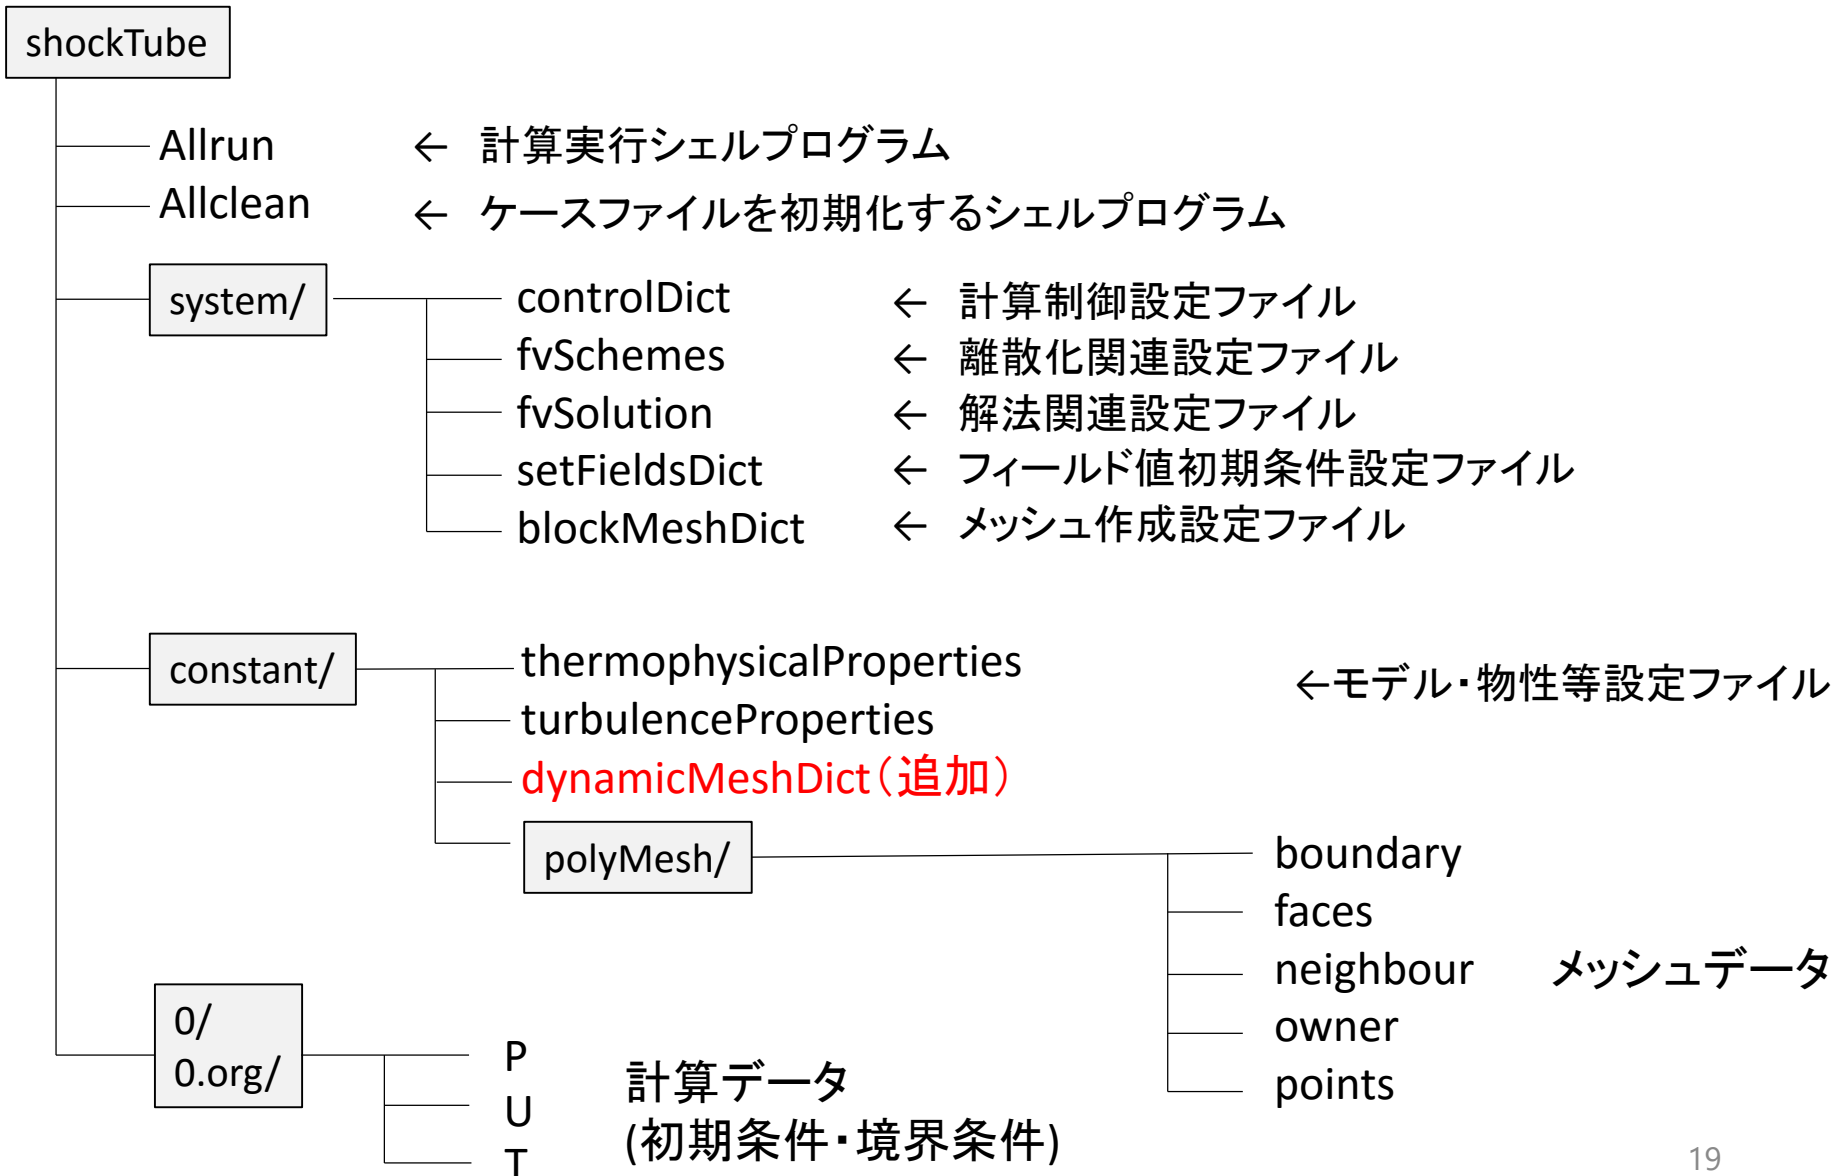 shockTube
Allrun ← 計算実行シェルプログラム
Allclean ← ケースファイルを初期化するシェルプログラム
system/
controlDict ← 計算制御設定ファイル
fvSchemes ← 離散化関連設定ファイル
fvSolution ← 解法関連設定ファイル
setFieldsDict ← フィールド値初期条件設定ファイル
blockMeshDict ← メッシュ作成設定ファイル
constant/
thermophysicalProperties ←モデル・物性等設定ファイル
turbulenceProperties
dynamicMeshDict（追加）
polyMesh/
boundary
faces
neighbour メッシュデータ
owner
points
0/
0.org/
P
U
T
計算データ
(初期条件・境界条件)
19